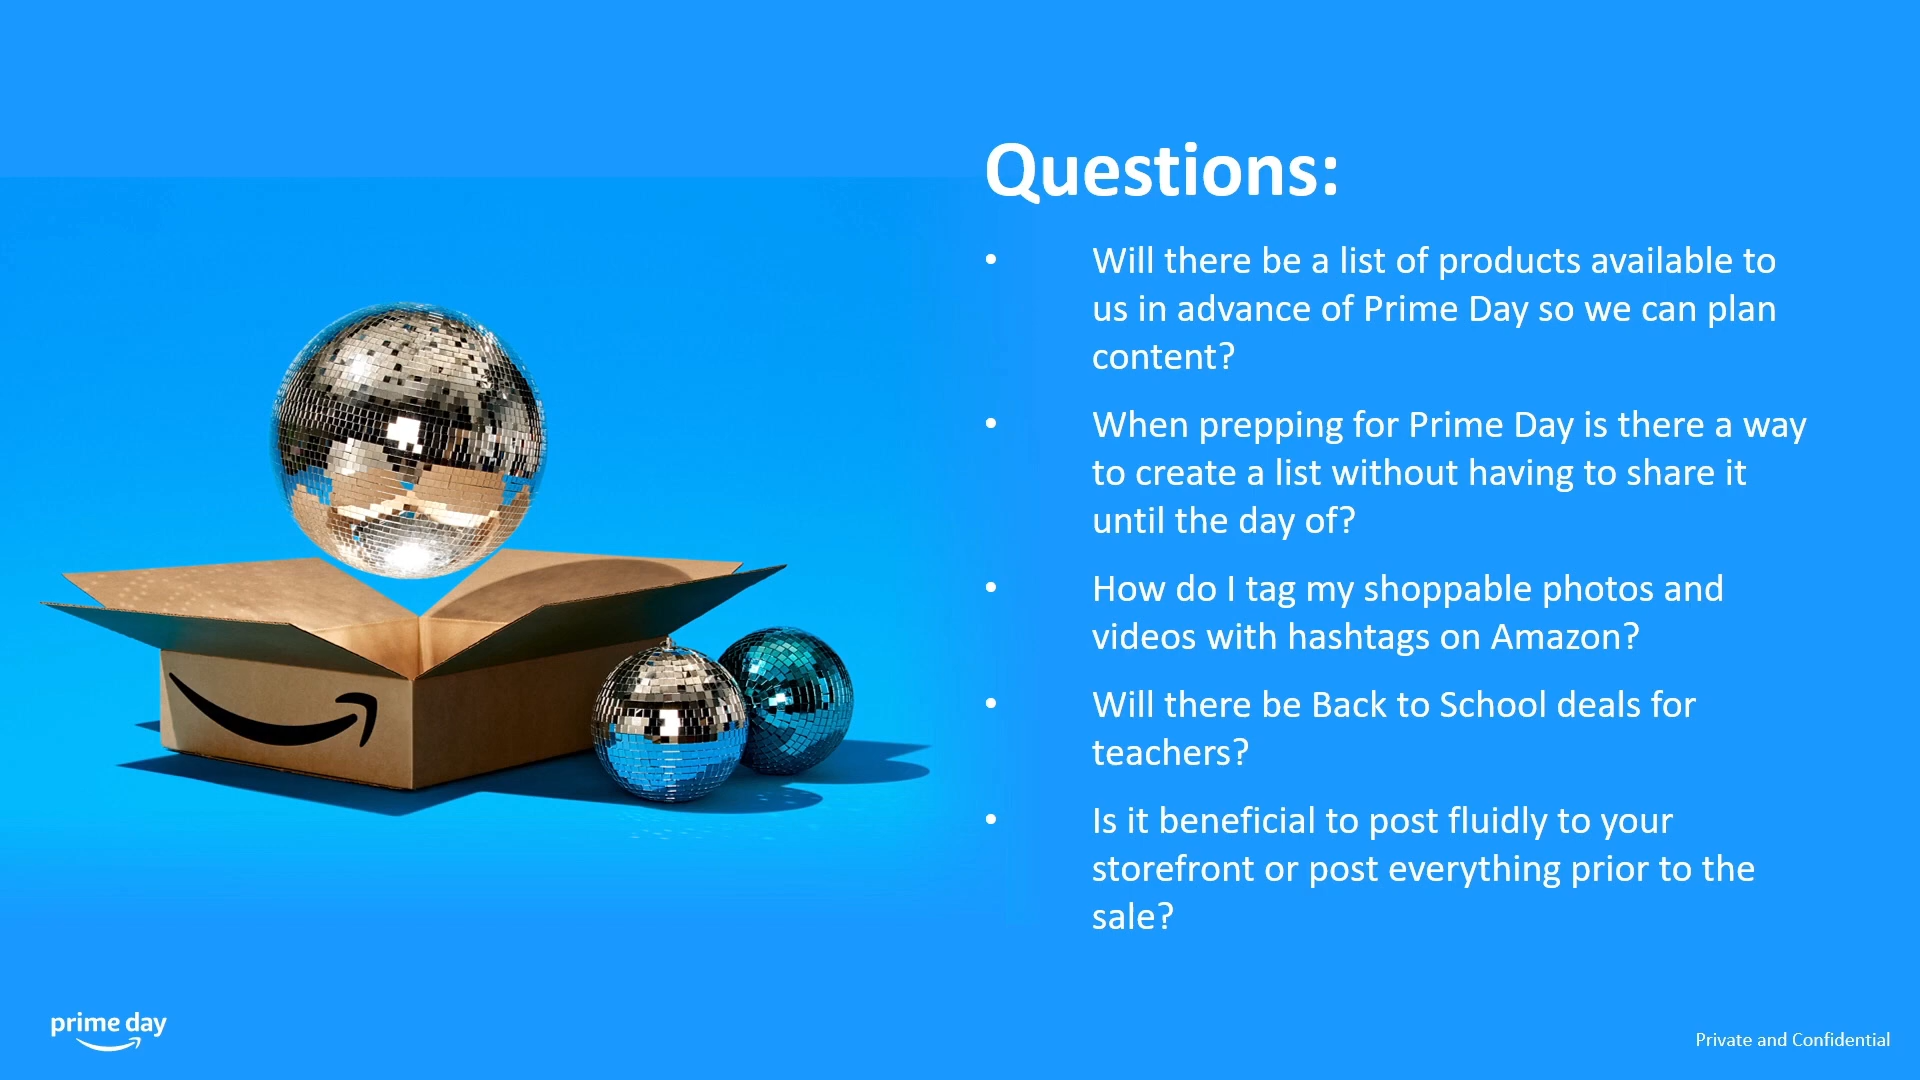 Questions:
• Will there be a list of products available to
us in advance of Prime Day so we can plan
content?
• When prepping for Prime Day is there a way
to create a list without having to share it
until the day of?
• How do I tag my shoppable photos and
videos with hashtags on Amazon?
• Will there be Back to School deals for
teachers?
• Is it beneficial to post fluidly to your
storefront or post everything prior to the
sale?
prime day
Private and Confidential